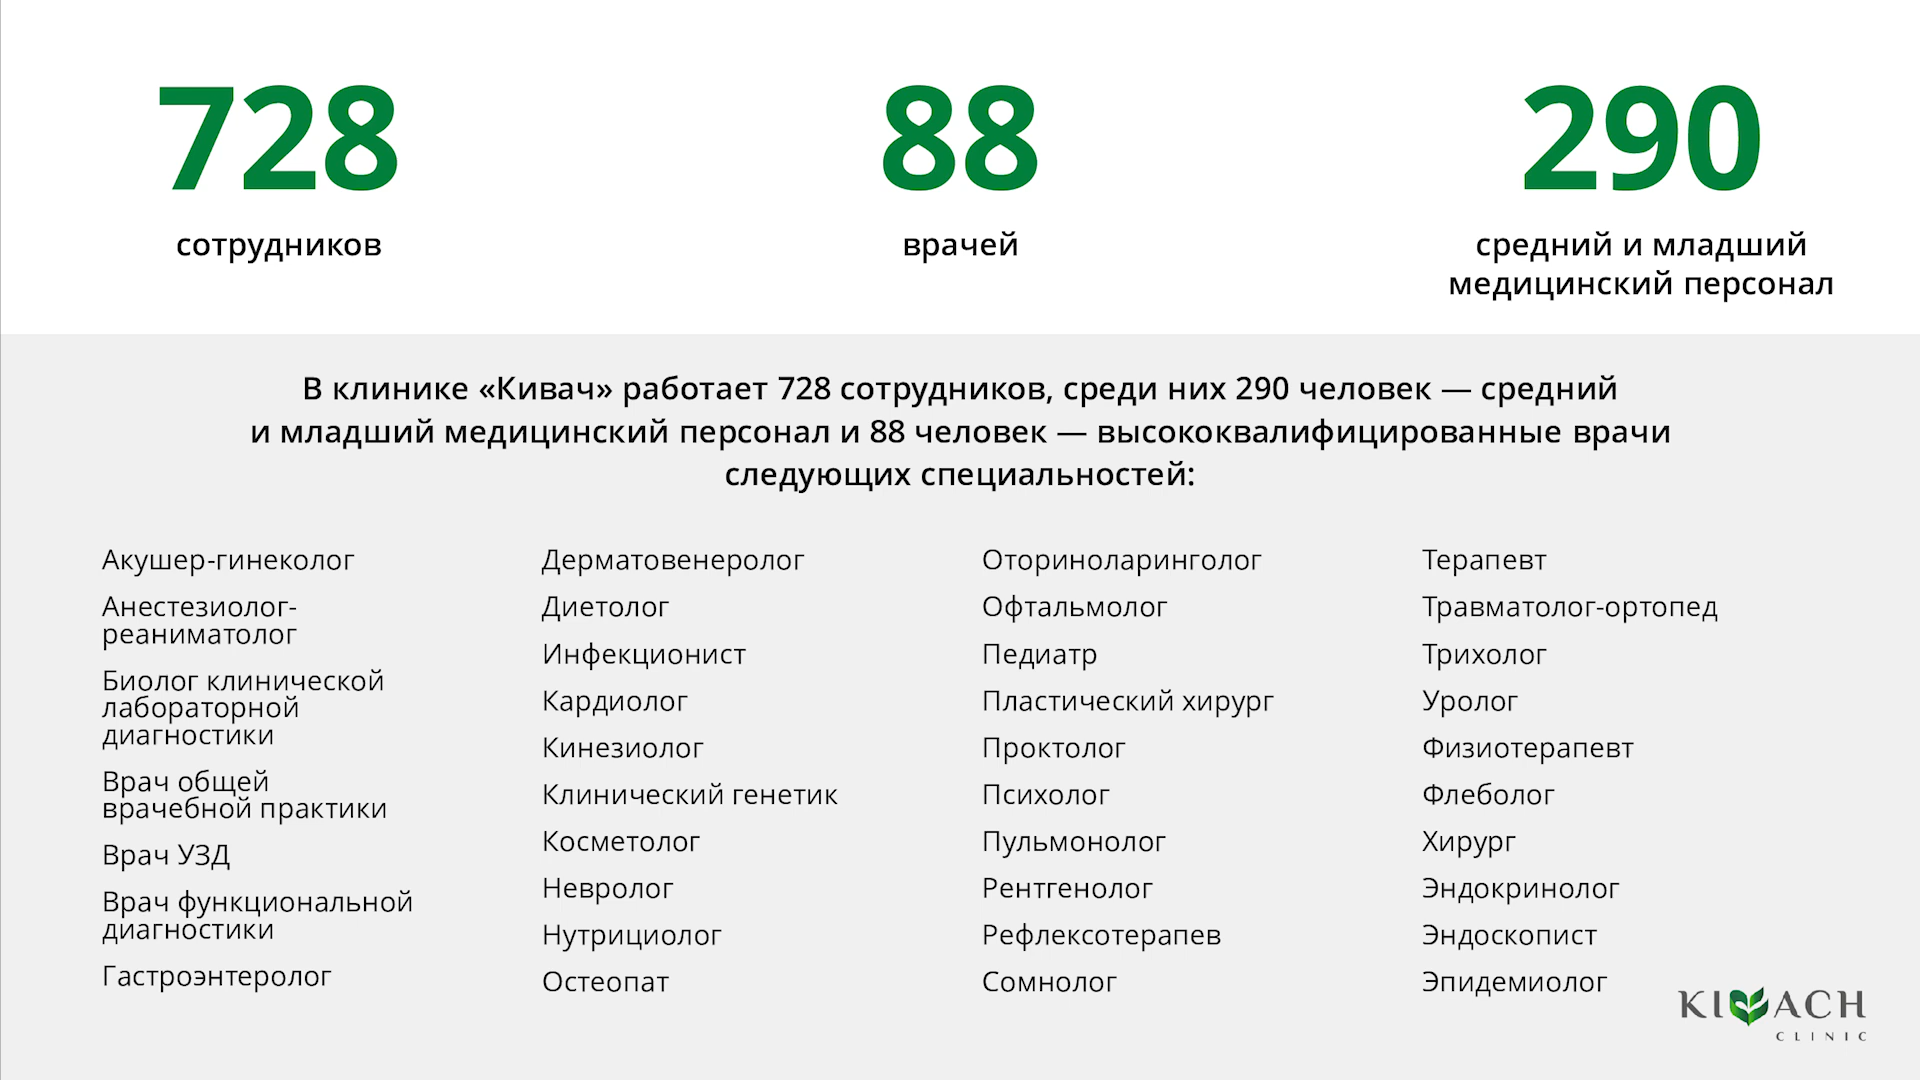 728
сотрудников
88
врачей
290
средний и младший
медицинский персонал
В клинике «Кивач» работает 728 сотрудников, среди них 290 человек — средний
и младший медицинский персонал и 88 человек — высококвалифицированные врачи
следующих специальностей:
Акушер-гинеколог
Анестезиолог-
реаниматолог
Биолог клинической
лабораторной
диагностики
Врач общей
врачебной практики
Врач УЗД
Врач функциональной
диагностики
Гастроэнтеролог
Дерматовенеролог
Диетолог
Инфекционист
Кардиолог
Кинезиолог
Клинический генетик
Косметолог
Невролог
Нутрициолог
Остеопат
Оториноларинголог
Офтальмолог
Педиатр
Пластический хирург
Проктолог
Психолог
Пульмонолог
Рентгенолог
Рефлексотерапев
Сомнолог
Терапевт
Травматолог-ортопед
Трихолог
Уролог
Физиотерапевт
Флеболог
Хирург
Эндокринолог
Эндоскопист
Эпидемиолог
KIVACH
CLINIC